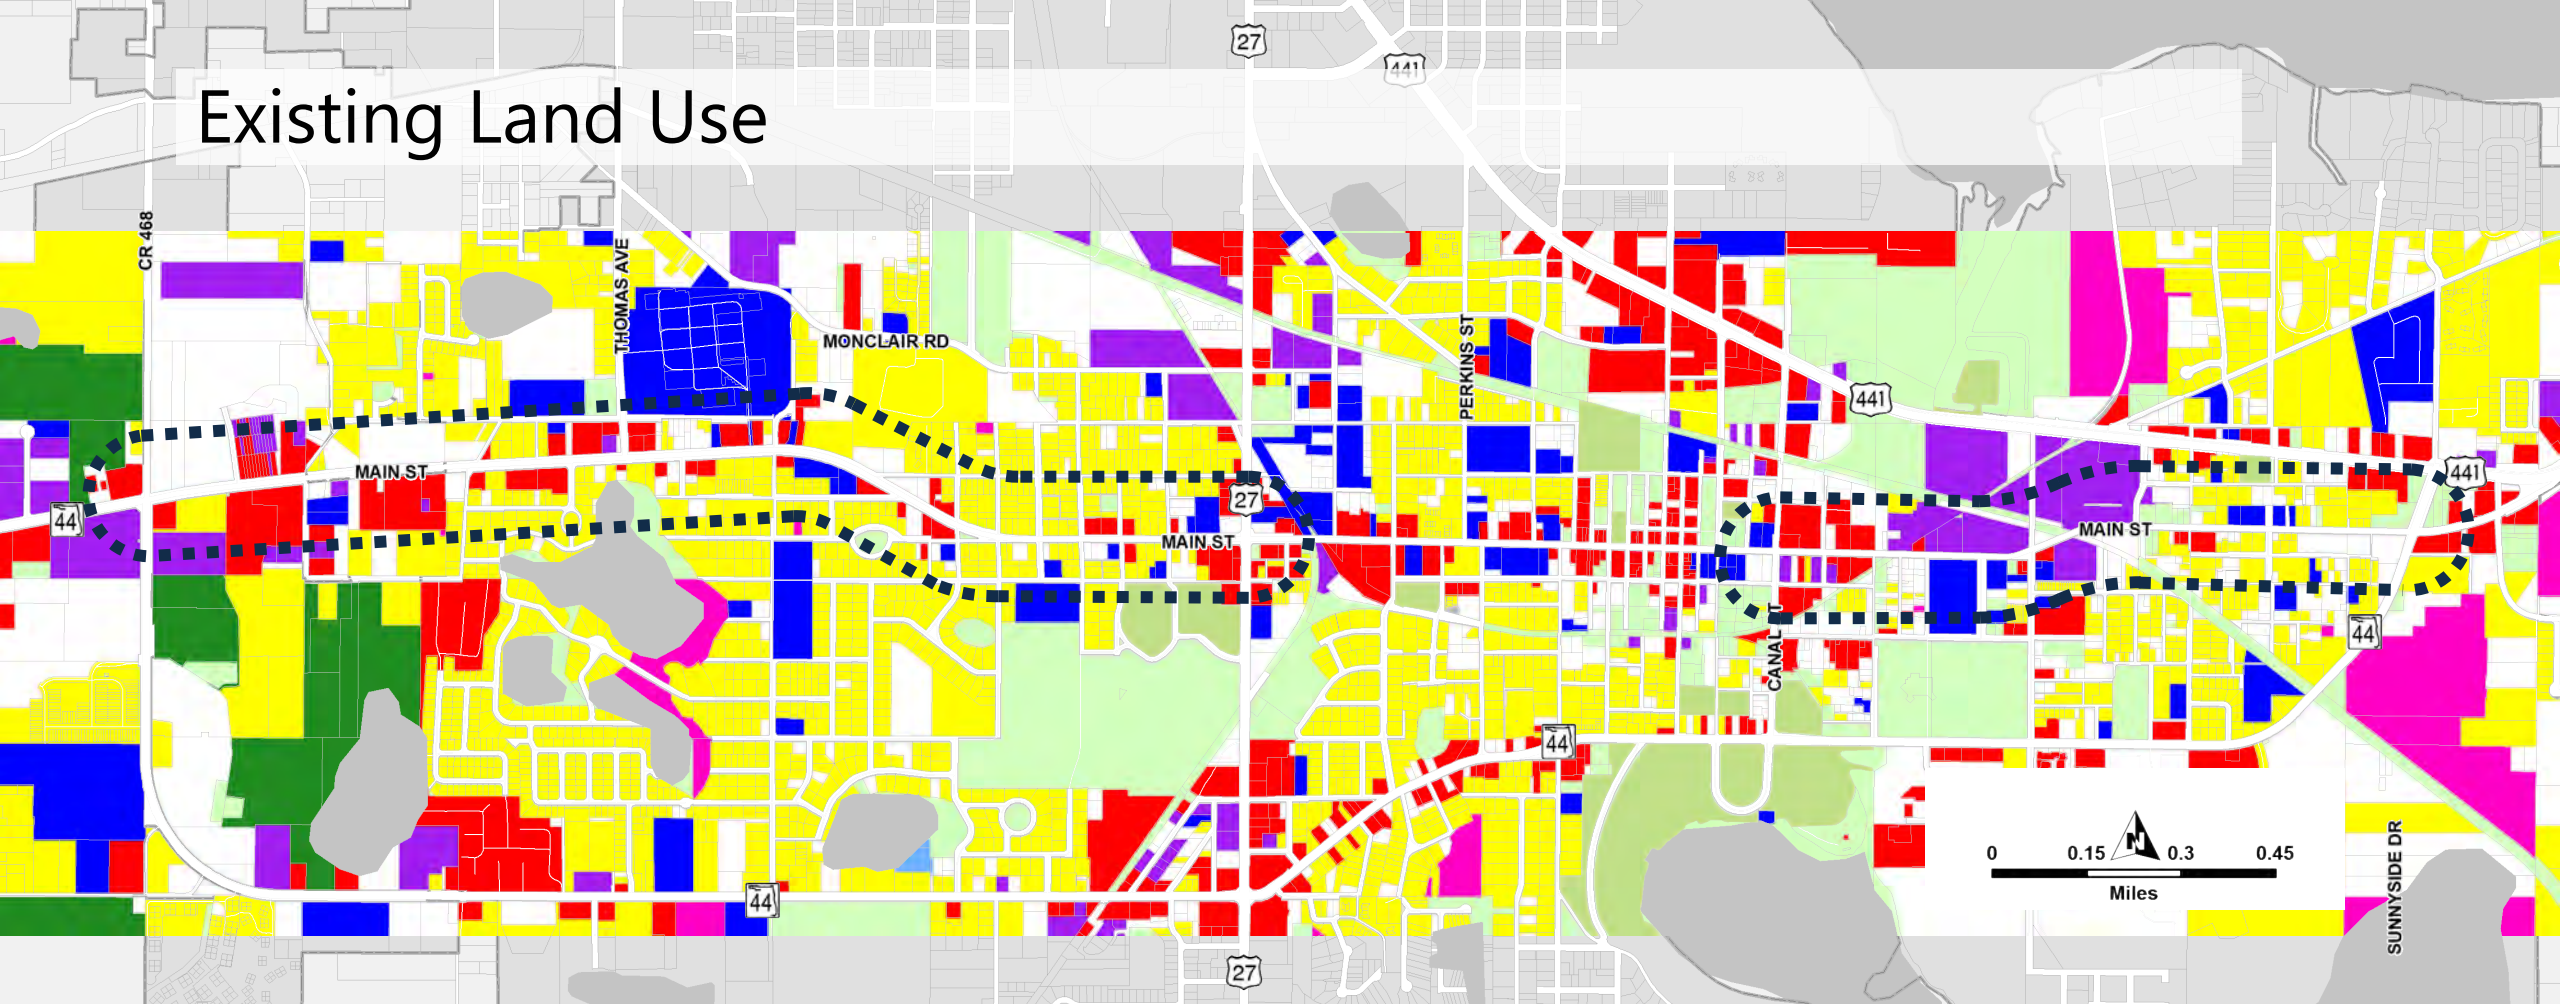 27
441
Existing Land Use
CR 468
THOMAS AVE
MONCLAIR RD
PERKINS ST
441
MAIN ST
441
27
44
MAIN ST
MAIN ST
CANAL ST
44
44
N
0 0.15 0.3 0.45
Miles
SUNNYSIDE DR
44
27